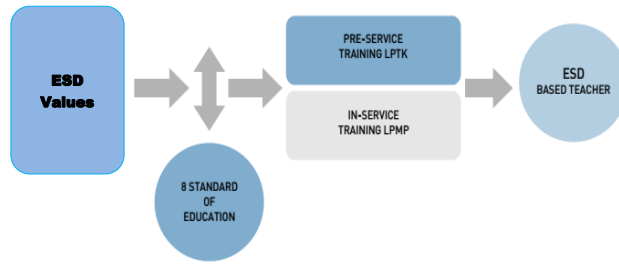 ESD
Values
8 STANDARD
OF
EDUCATION
PRE-SERVICE
TRAINING LPTK
IN-SERVICE
TRAINING LPMP
ESD
BASED TEACHER